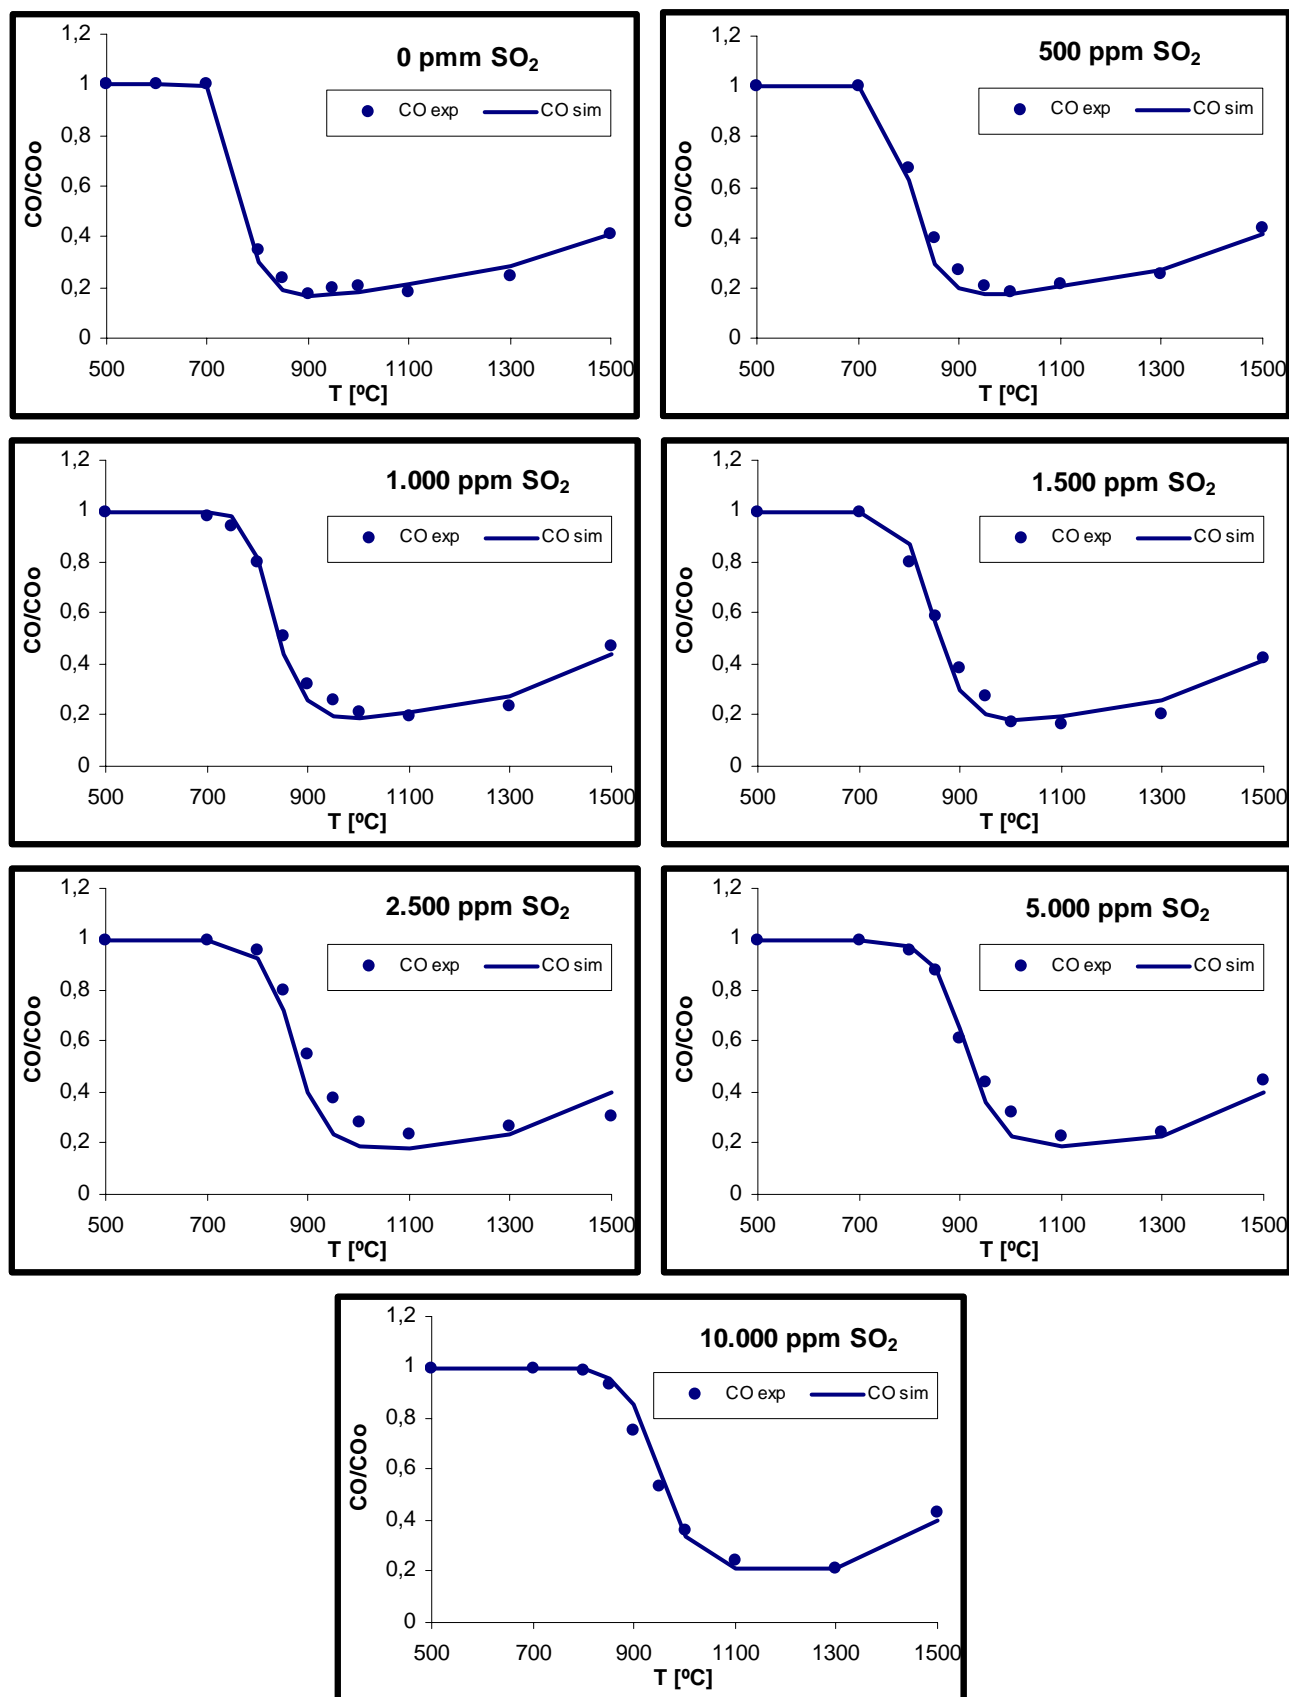 0 pmm SO₂
CO exp CO sim
1,2
1
0,8
0,6
0,4
0,2
0
CO/COo
500 700 900 1100 1300 1500
T [ºC]
500 ppm SO₂
CO exp CO sim
1,2
1
0,8
0,6
0,4
0,2
0
CO/COo
500 700 900 1100 1300 1500
T [ºC]
1.000 ppm SO₂
CO exp CO sim
1,2
1
0,8
0,6
0,4
0,2
0
CO/COo
500 700 900 1100 1300 1500
T [ºC]
1.500 ppm SO₂
CO exp CO sim
1,2
1
0,8
0,6
0,4
0,2
0
CO/COo
500 700 900 1100 1300 1500
T [ºC]
2.500 ppm SO₂
CO exp CO sim
1,2
1
0,8
0,6
0,4
0,2
0
CO/COo
500 700 900 1100 1300 1500
T [ºC]
5.000 ppm SO₂
CO exp CO sim
1,2
1
0,8
0,6
0,4
0,2
0
CO/COo
500 700 900 1100 1300 1500
T [ºC]
10.000 ppm SO₂
CO exp CO sim
1,2
1
0,8
0,6
0,4
0,2
0
CO/COo
500 700 900 1100 1300 1500
T [ºC]